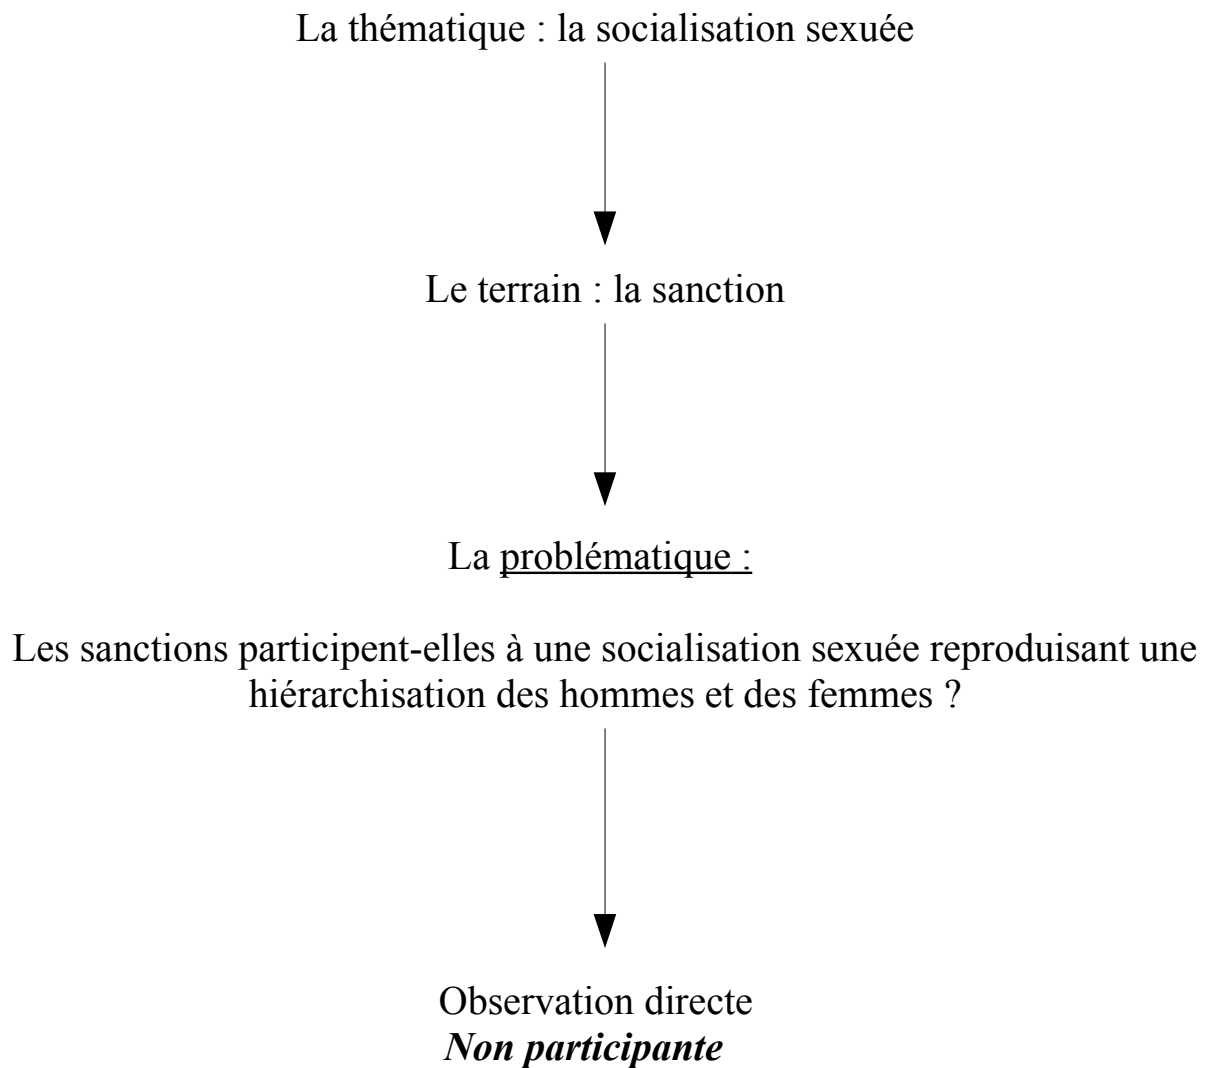 La thématique : la socialisation sexuée
Le terrain : la sanction
La problématique :
Les sanctions participent-elles à une socialisation sexuée reproduisant une
hiérarchisation des hommes et des femmes ?
Observation directe
Non participante